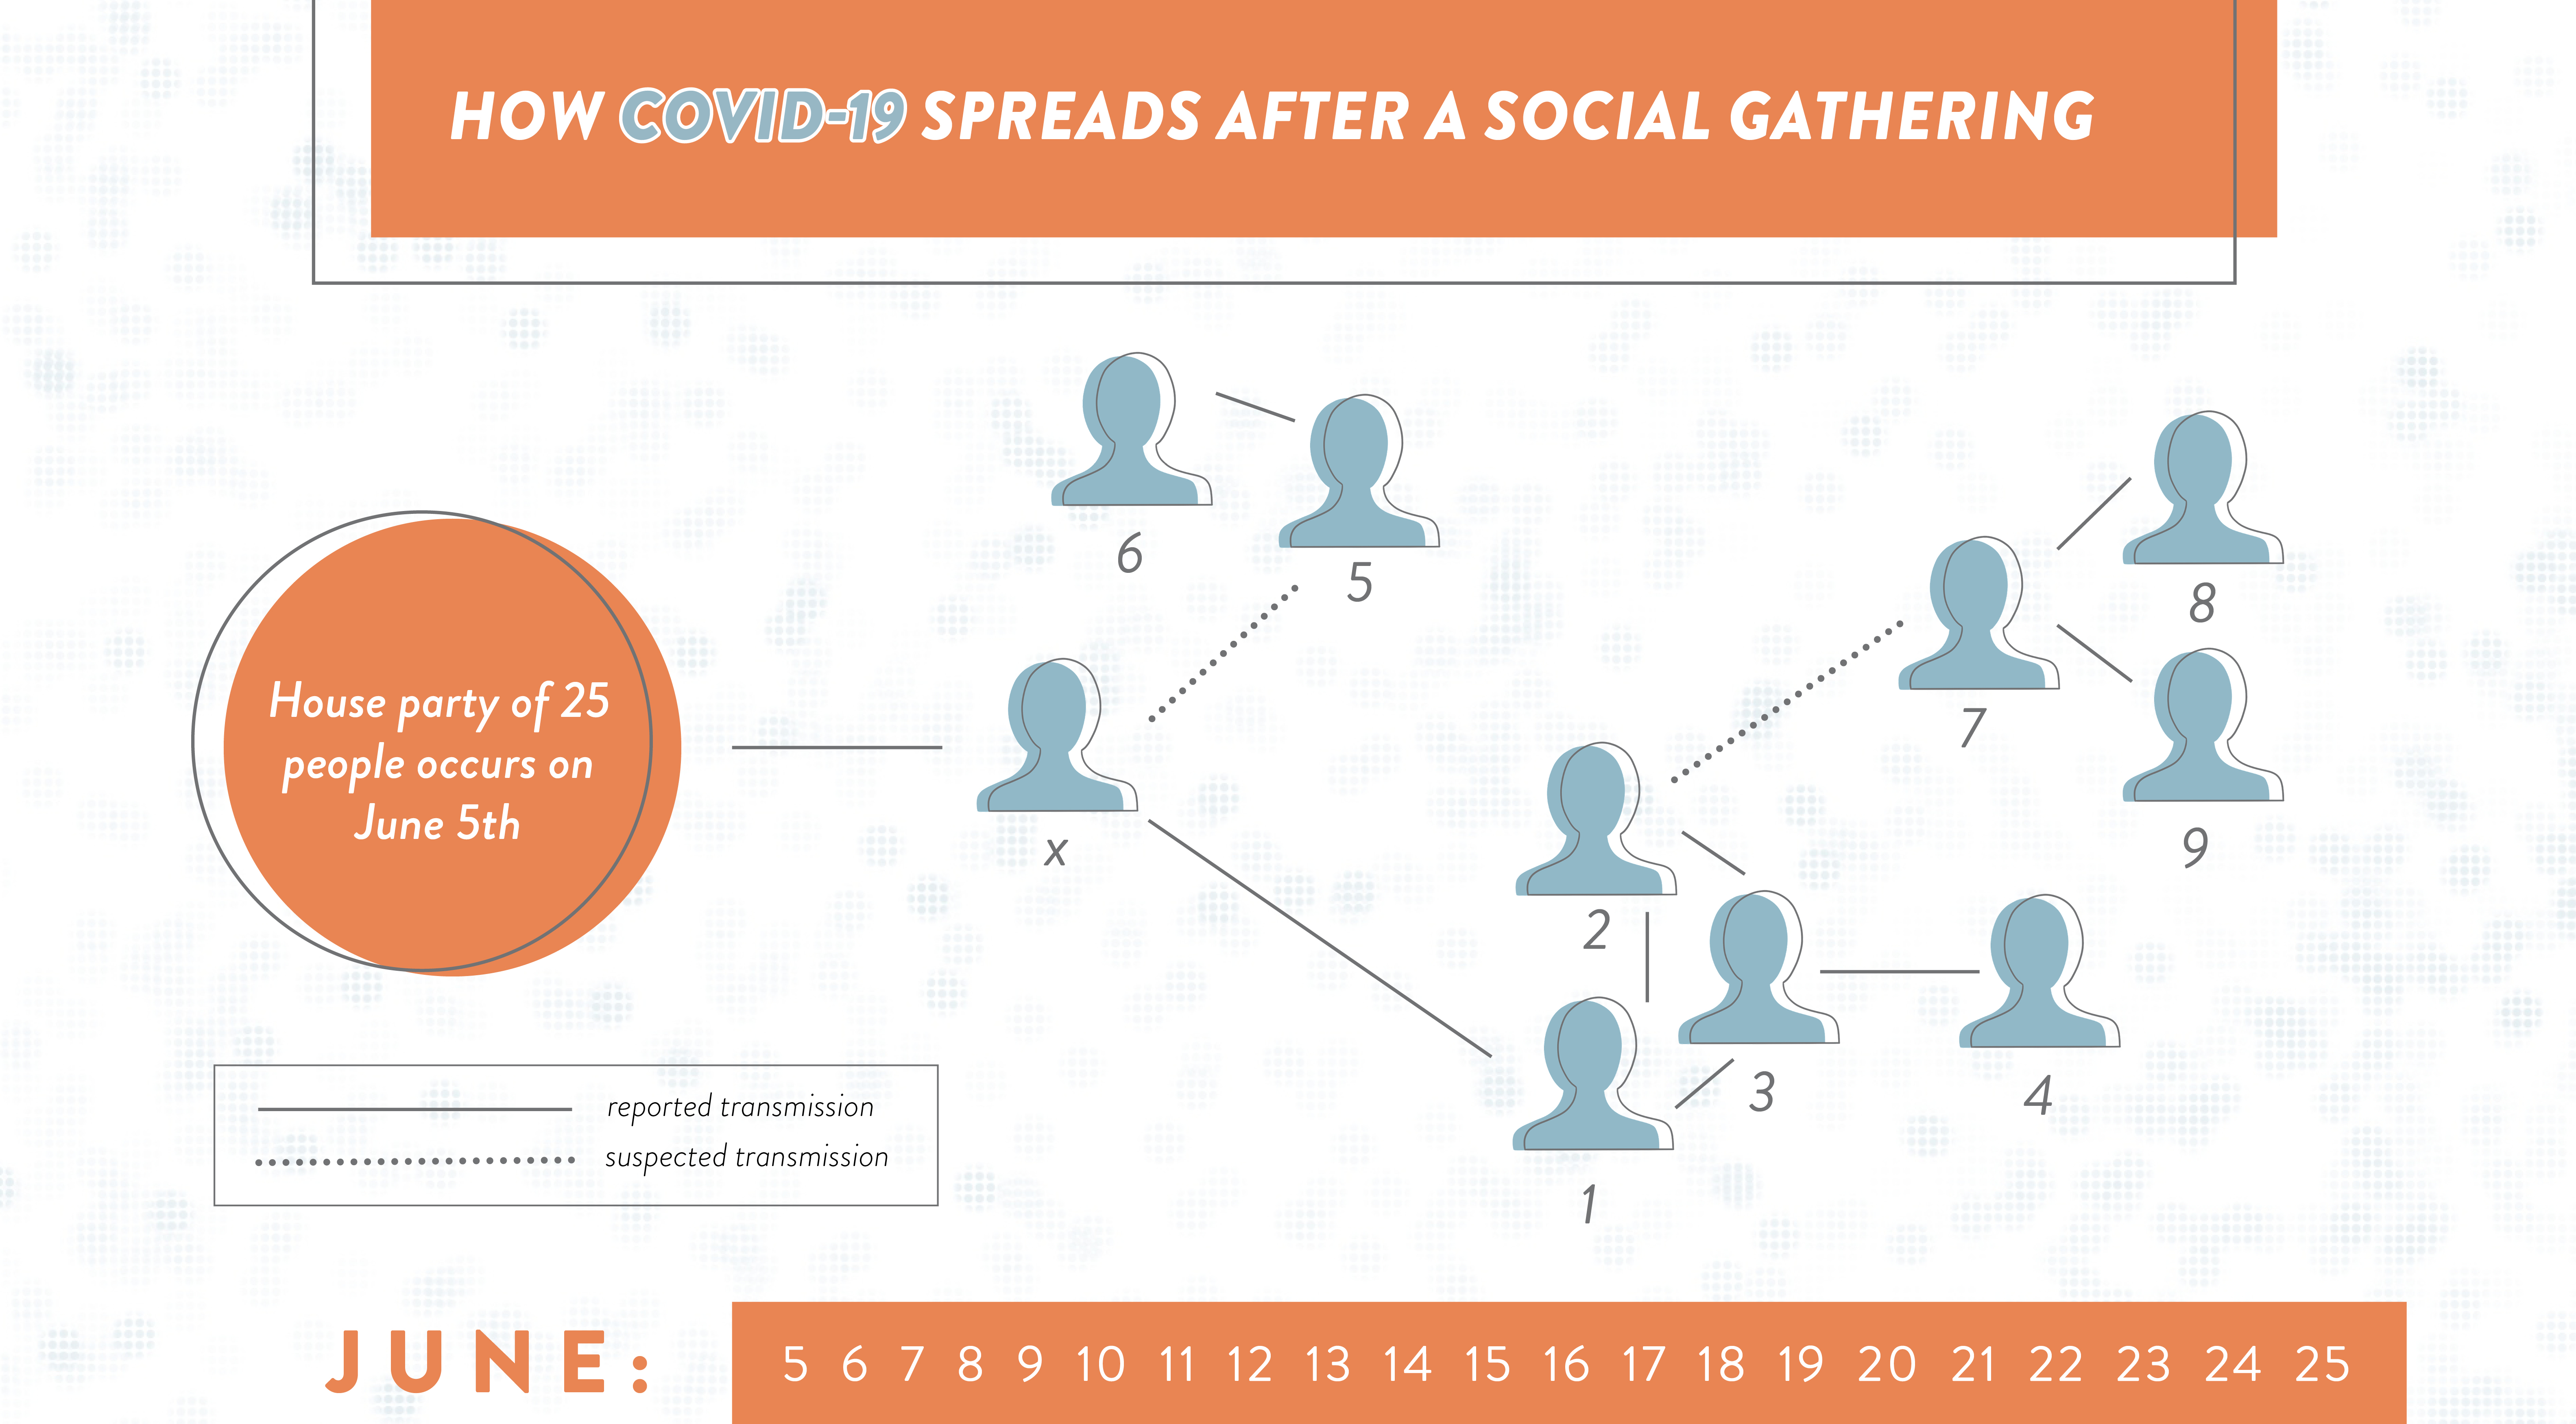 HOW COVID-19 SPREADS AFTER A SOCIAL GATHERING
6
5
8
House party of 25
people occurs on
June 5th
7
x
9
2
3
4
1
reported transmission
suspected transmission
JUNE: 5 6 7 8 9 10 11 12 13 14 15 16 17 18 19 20 21 22 23 24 25